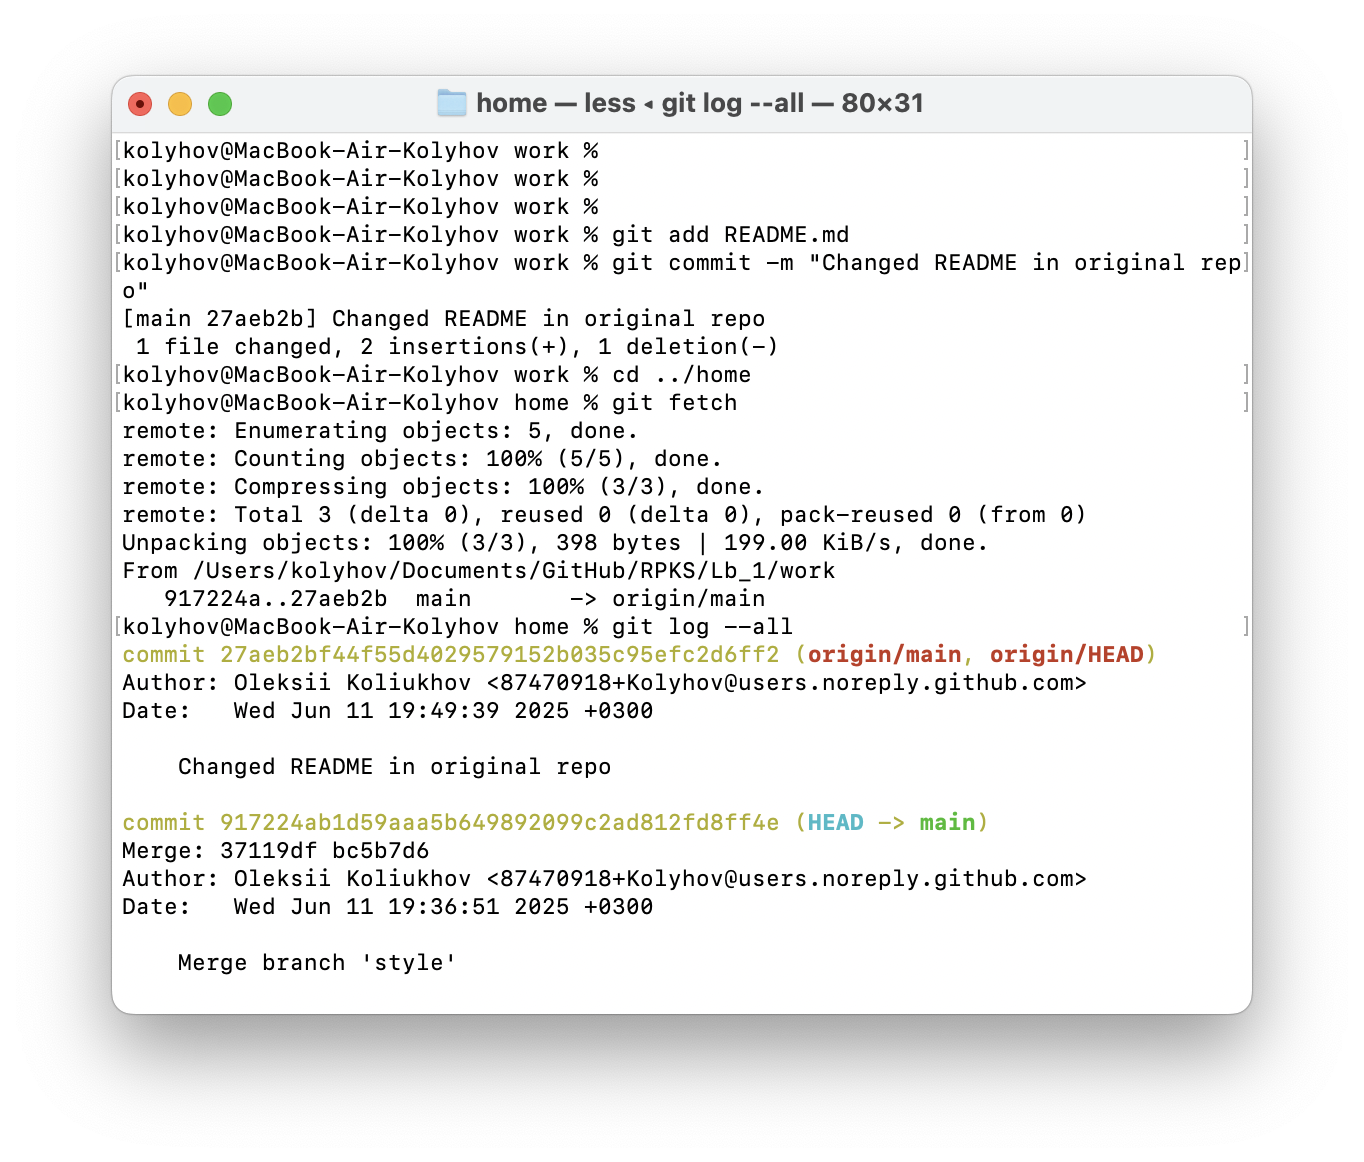 home — less ◂ git log --all — 80×31
[kolyhov@MacBook-Air-Kolyhov work % ]
[kolyhov@MacBook-Air-Kolyhov work % ]
[kolyhov@MacBook-Air-Kolyhov work % ]
[kolyhov@MacBook-Air-Kolyhov work % git add README.md ]
[kolyhov@MacBook-Air-Kolyhov work % git commit -m "Changed README in original rep]
o"
[main 27aeb2b] Changed README in original repo
 1 file changed, 2 insertions(+), 1 deletion(-)
[kolyhov@MacBook-Air-Kolyhov work % cd ../home ]
[kolyhov@MacBook-Air-Kolyhov home % git fetch ]
remote: Enumerating objects: 5, done.
remote: Counting objects: 100% (5/5), done.
remote: Compressing objects: 100% (3/3), done.
remote: Total 3 (delta 0), reused 0 (delta 0), pack-reused 0 (from 0)
Unpacking objects: 100% (3/3), 398 bytes | 199.00 KiB/s, done.
From /Users/kolyhov/Documents/GitHub/RPKS/Lb_1/work
   917224a..27aeb2b  main       -> origin/main
[kolyhov@MacBook-Air-Kolyhov home % git log --all ]
commit 27aeb2bf44f55d4029579152b035c95efc2d6ff2 (origin/main, origin/HEAD)
Author: Oleksii Koliukhov <87470918+Kolyhov@users.noreply.github.com>
Date:   Wed Jun 11 19:49:39 2025 +0300
    Changed README in original repo
commit 917224ab1d59aaa5b649892099c2ad812fd8ff4e (HEAD -> main)
Merge: 37119df bc5b7d6
Author: Oleksii Koliukhov <87470918+Kolyhov@users.noreply.github.com>
Date:   Wed Jun 11 19:36:51 2025 +0300
    Merge branch 'style'